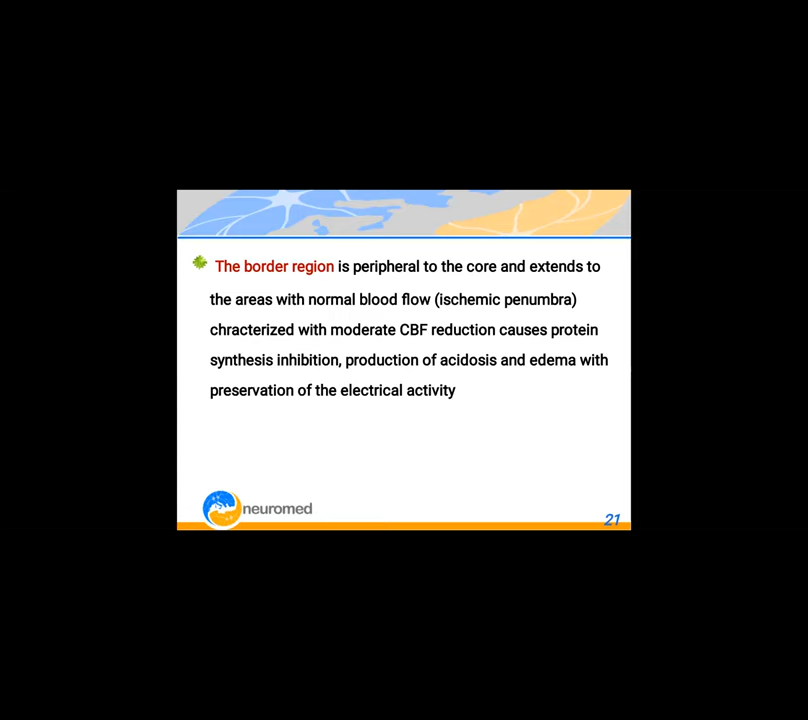 The border region is peripheral to the core and extends to
the areas with normal blood flow (ischemic penumbra)
chracterized with moderate CBF reduction causes protein
synthesis inhibition, production of acidosis and edema with
preservation of the electrical activity
neuromed
21